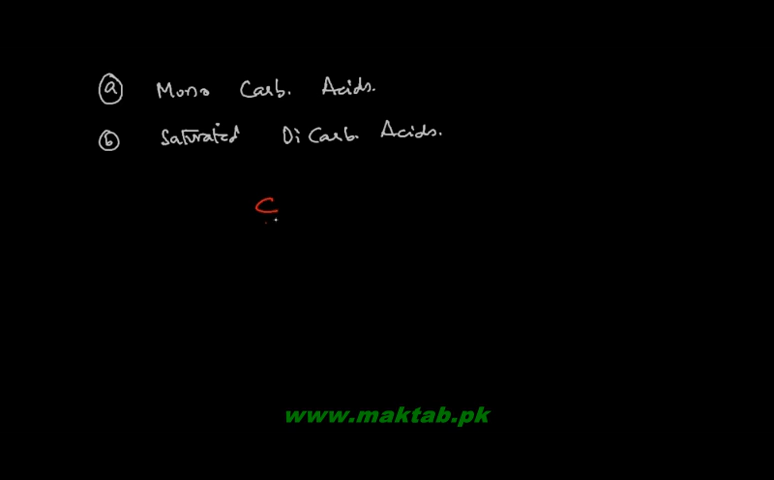 ⓐ Mono Carb. Acids.
ⓑ Saturated Di Carb. Acids.
C
www.maktab.pk